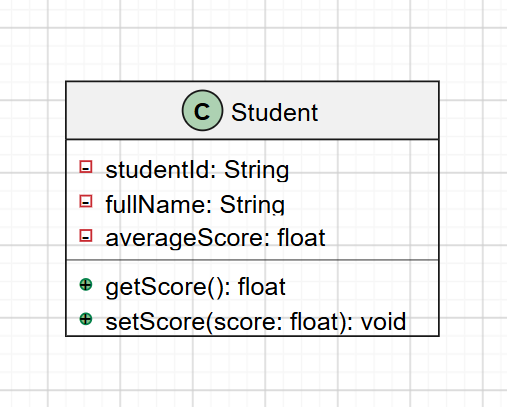 C Student
- studentId: String
- fullName: String
- averageScore: float
+ getScore(): float
+ setScore(score: float): void